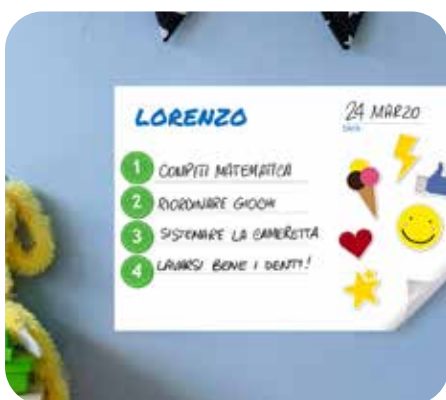 LORENZO
24 MARZO
1 COMPITI MATEMATICA
2 RIORDINARE GIOCHI
3 SISTEMARE LA CAMERETTA
4 LAVARSI BENE I DENTI!